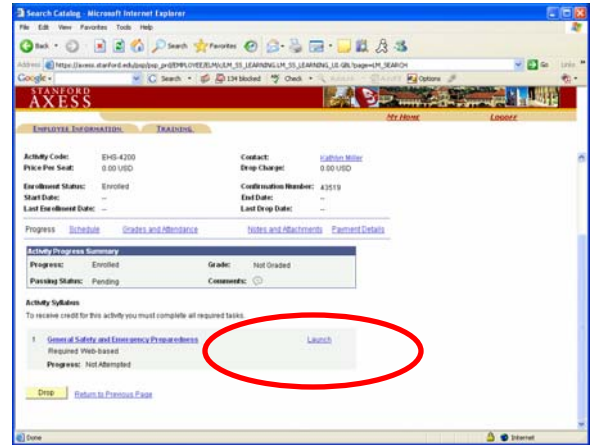 Search Catalog - Microsoft Internet Explorer
File Edit View Favorites Tools Help
Back Search Favorites
Address Go Links
Google Search 134 blocked Check Options
STANFORD
AXESS
My Home Logoff
Employee Information Training
Activity Code: EHS-4200 Contact: Kathlyn Miller
Price Per Seat: 0.00 USD Drop Charge: 0.00 USD
Enrollment Status: Enrolled Confirmation Number: 43519
Start Date: -- End Date: --
Last Enrollment Date: -- Last Drop Date: --
Progress Schedule Grades and Attendance Notes and Attachments Payment Details
Activity Progress Summary
Progress: Enrolled Grade: Not Graded
Passing Status: Pending Comments:
Activity Syllabus
To receive credit for this activity you must complete all required tasks.
1 General Safety and Emergency Preparedness Launch
Required Web-based
Progress: Not Attempted
Drop Return to Previous Page
Done Internet